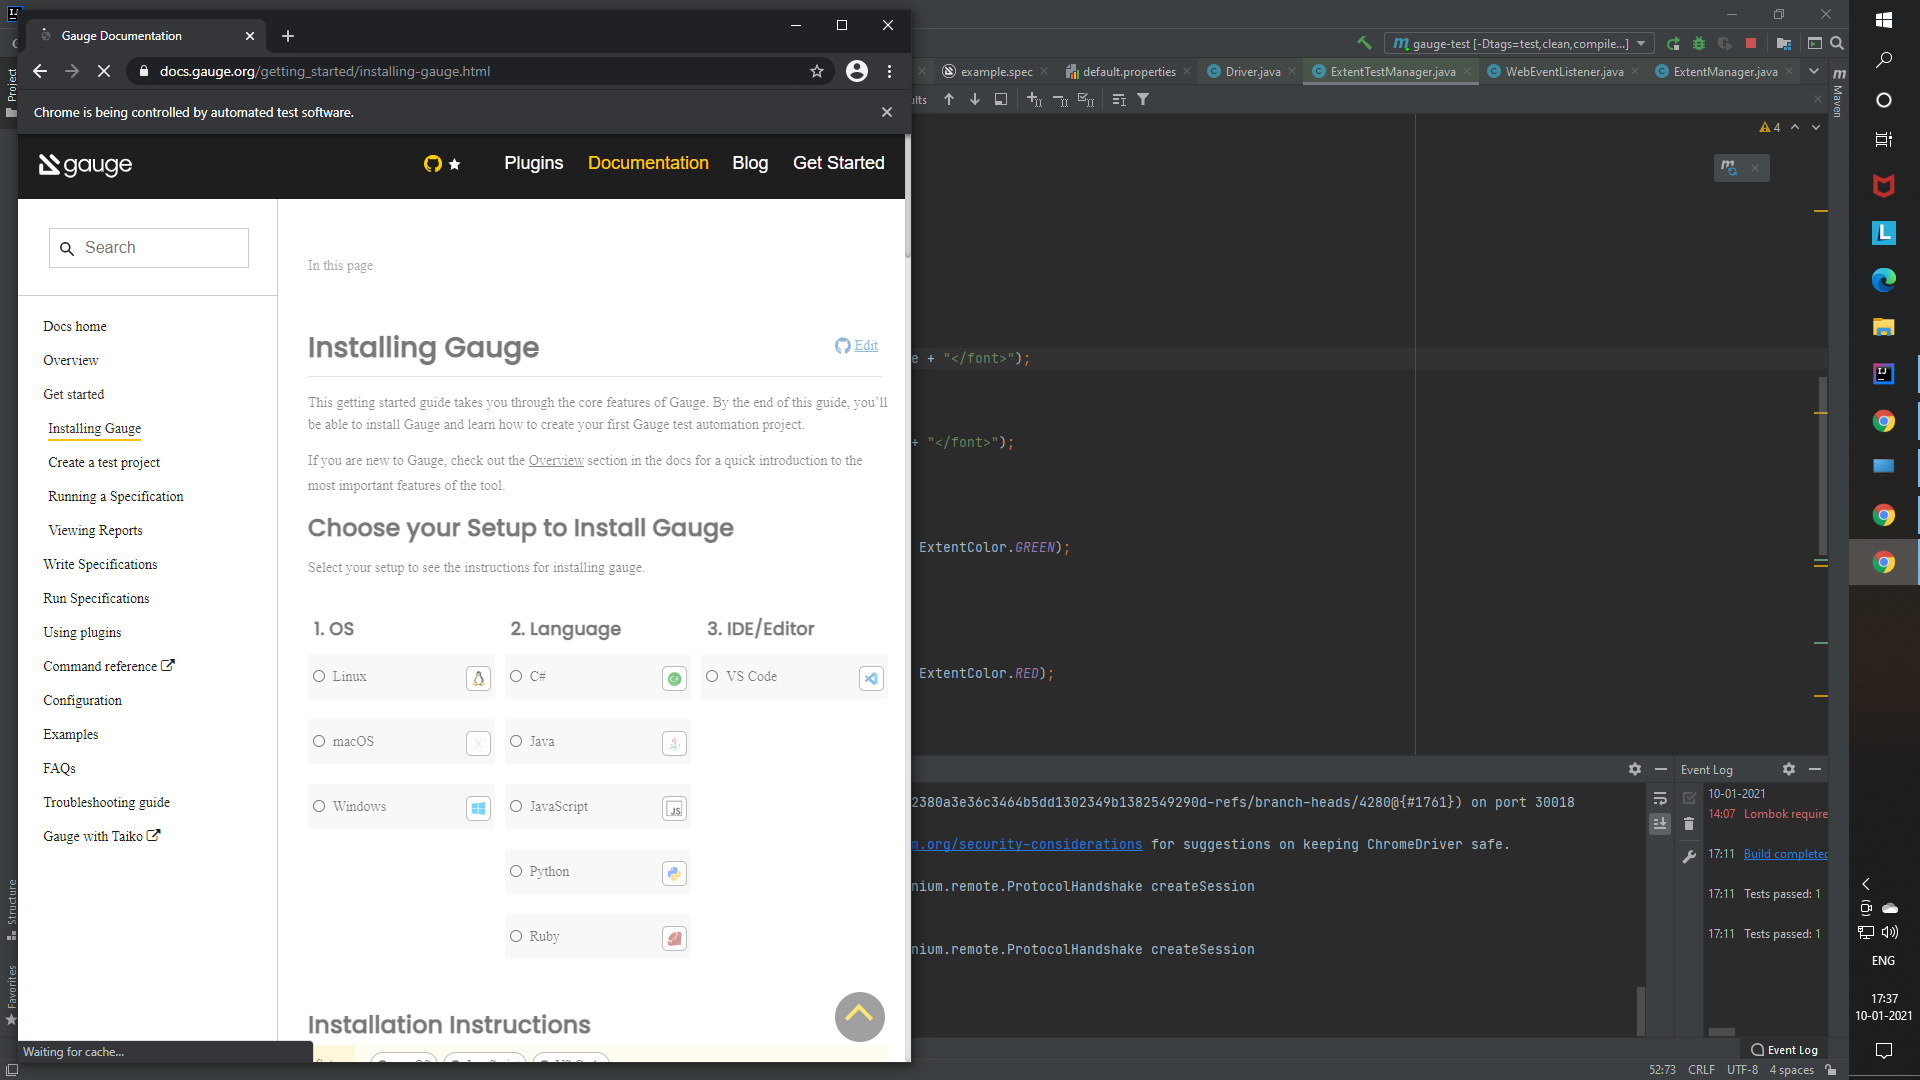 Gauge Documentation
docs.gauge.org/getting_started/installing-gauge.html
Chrome is being controlled by automated test software.
gauge
Plugins
Documentation
Blog
Get Started
Search
Docs home
Overview
Get started
Installing Gauge
Create a test project
Running a Specification
Viewing Reports
Write Specifications
Run Specifications
Using plugins
Command reference
Configuration
Examples
FAQs
Troubleshooting guide
Gauge with Taiko
Waiting for cache...
In this page
Installing Gauge
Edit
This getting started guide takes you through the core features of Gauge. By the end of this guide, you’ll
be able to install Gauge and learn how to create your first Gauge test automation project.
If you are new to Gauge, check out the Overview section in the docs for a quick introduction to the
most important features of the tool.
Choose your Setup to Install Gauge
Select your setup to see the instructions for installing gauge.
1. OS
2. Language
3. IDE/Editor
Linux
C#
VS Code
macOS
Java
Windows
JavaScript
JS
Python
Ruby
Installation Instructions
Project
Structure
Favorites
gauge-test [-Dtags=test,clean,compile...]
example.spec
default.properties
Driver.java
ExtentTestManager.java
WebEventListener.java
ExtentManager.java
Maven
4
e + "</font>");
+ "</font>");
ExtentColor.GREEN);
ExtentColor.RED);
2380a3e36c3464b5dd1302349b1382549290d-refs/branch-heads/4280@{#1761}) on port 30018
m.org/security-considerations for suggestions on keeping ChromeDriver safe.
nium.remote.ProtocolHandshake createSession
nium.remote.ProtocolHandshake createSession
Event Log
10-01-2021
14:07 Lombok require
17:11 Build completed
17:11 Tests passed: 1
17:11 Tests passed: 1
Event Log
52:73 CRLF UTF-8 4 spaces
ENG
17:37
10-01-2021